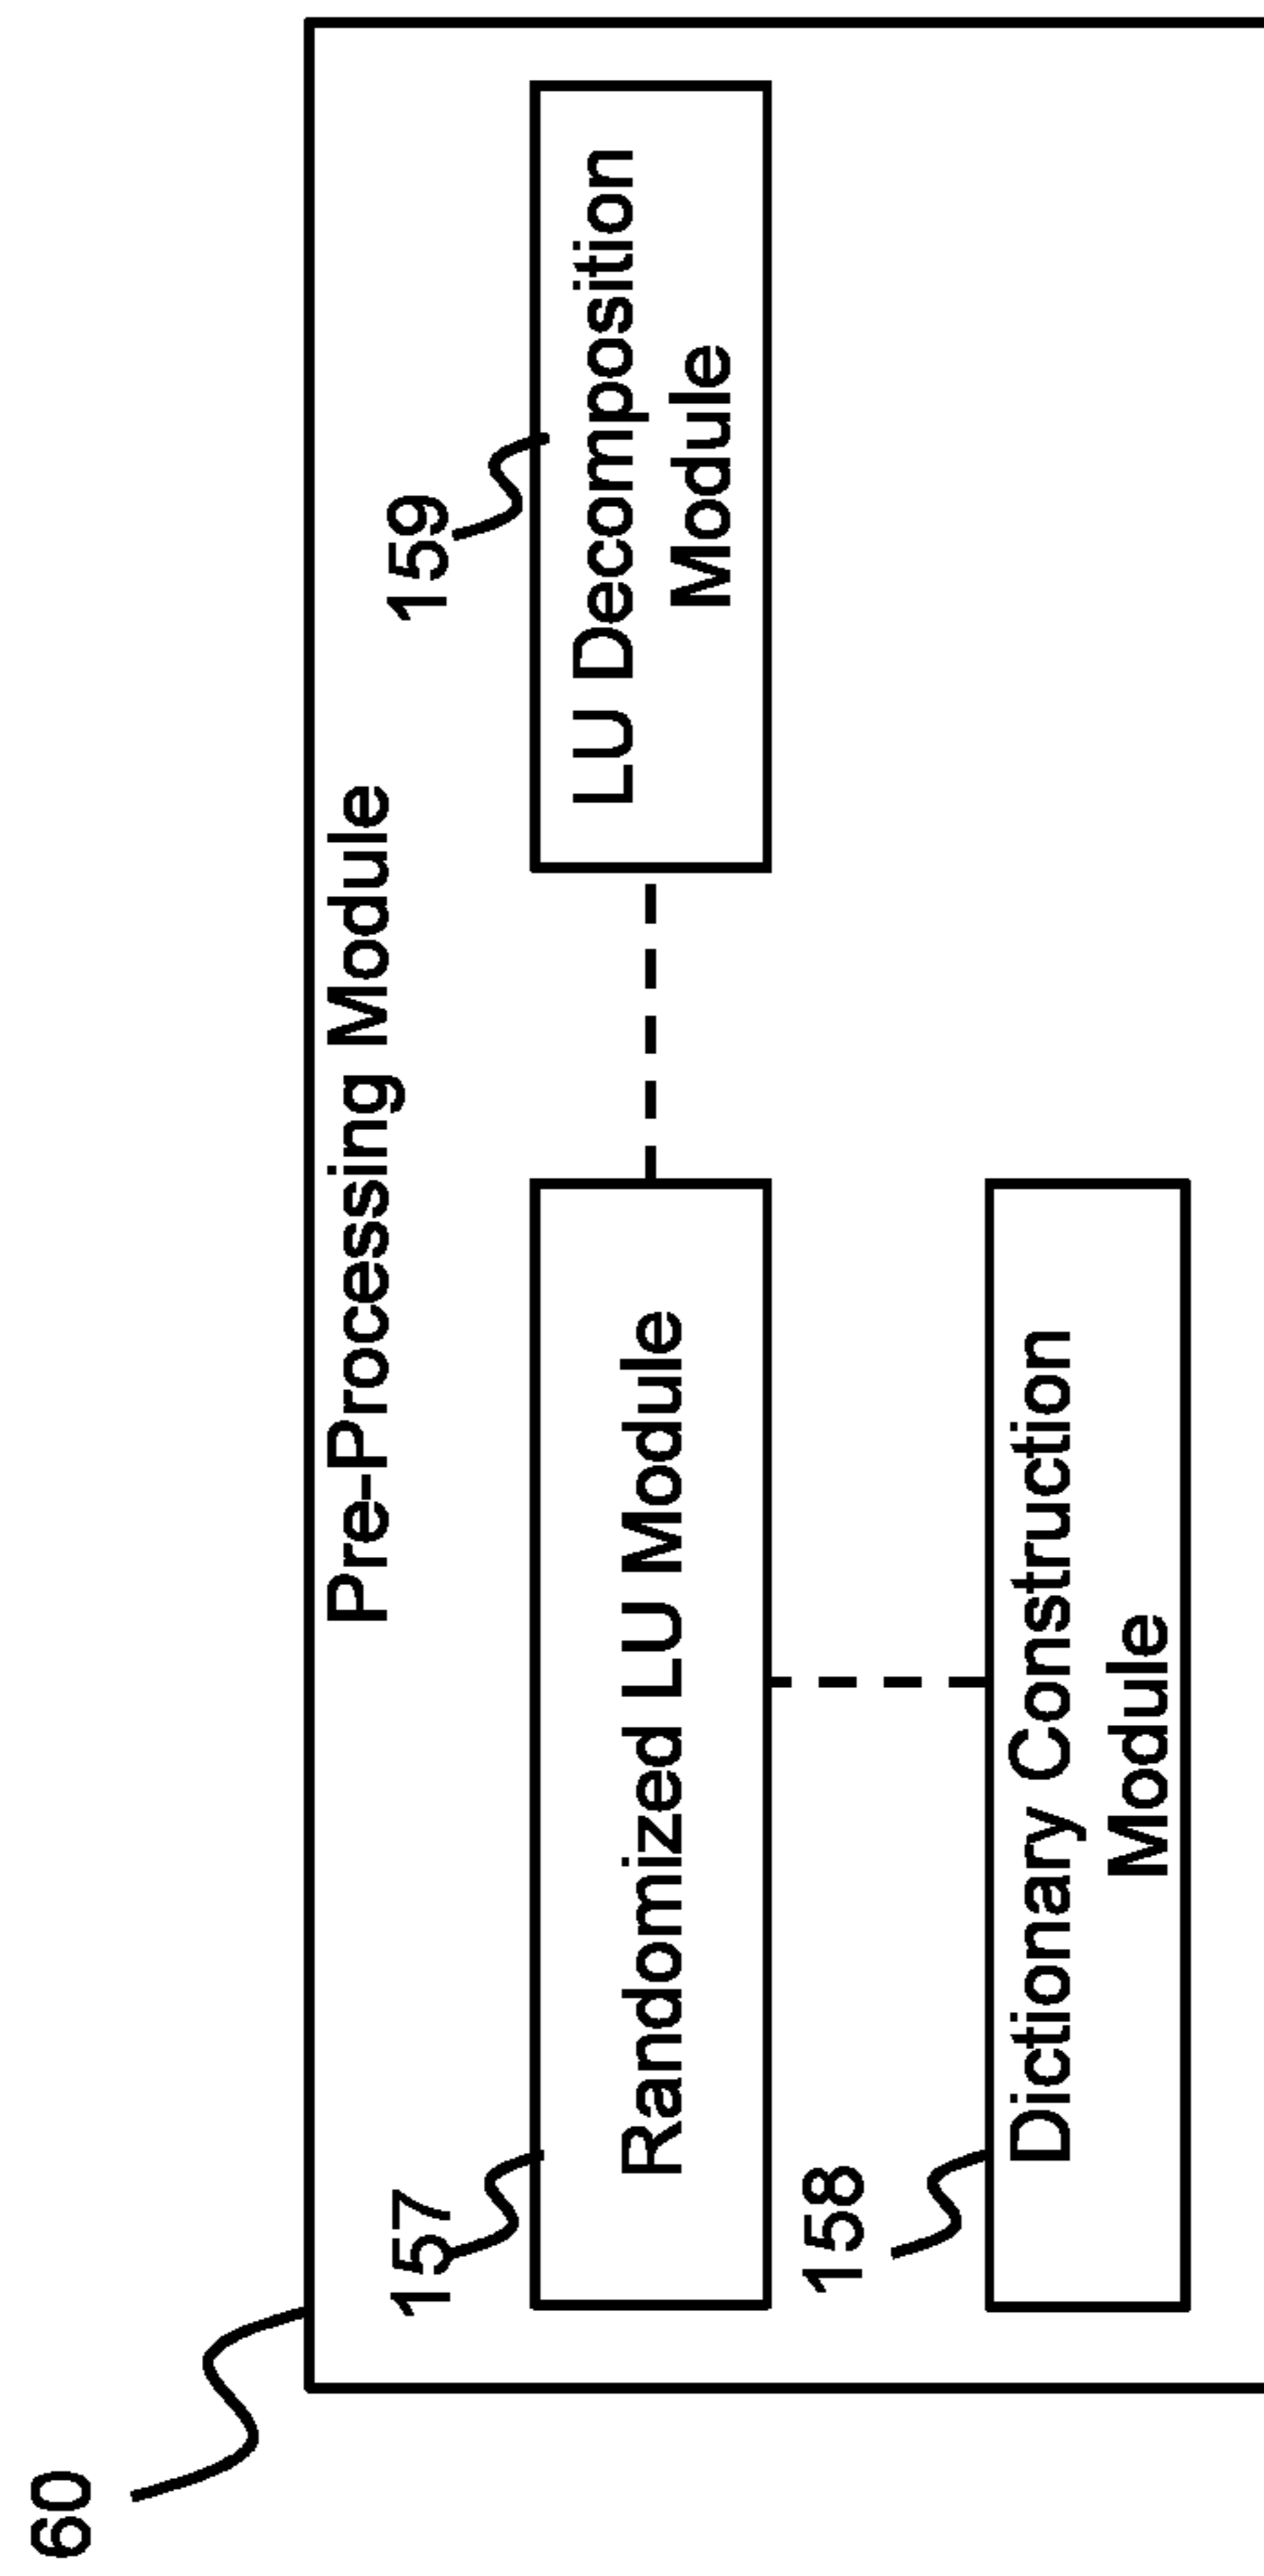 60
Pre-Processing Module
157
159
Randomized LU Module
LU Decomposition
Module
158
Dictionary Construction
Module